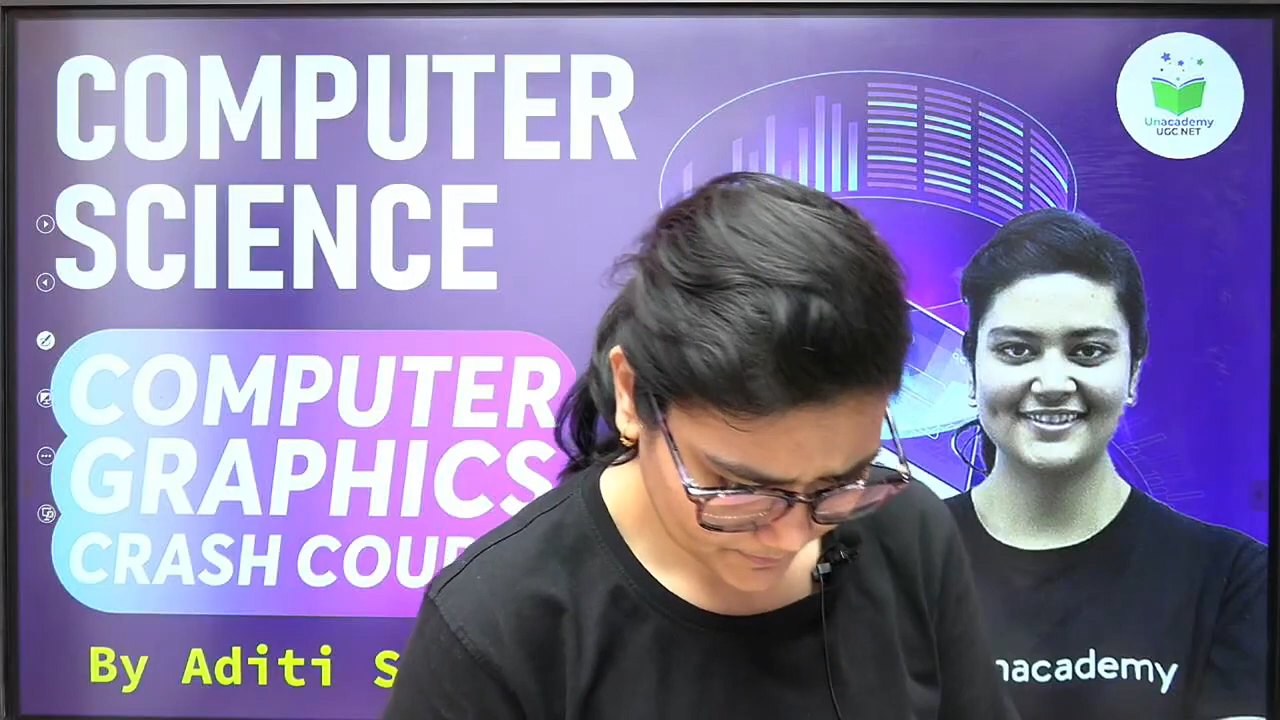 COMPUTER
SCIENCE
COMPUTER
GRAPHICS
CRASH
By Aditi
Unacademy
UGC NET